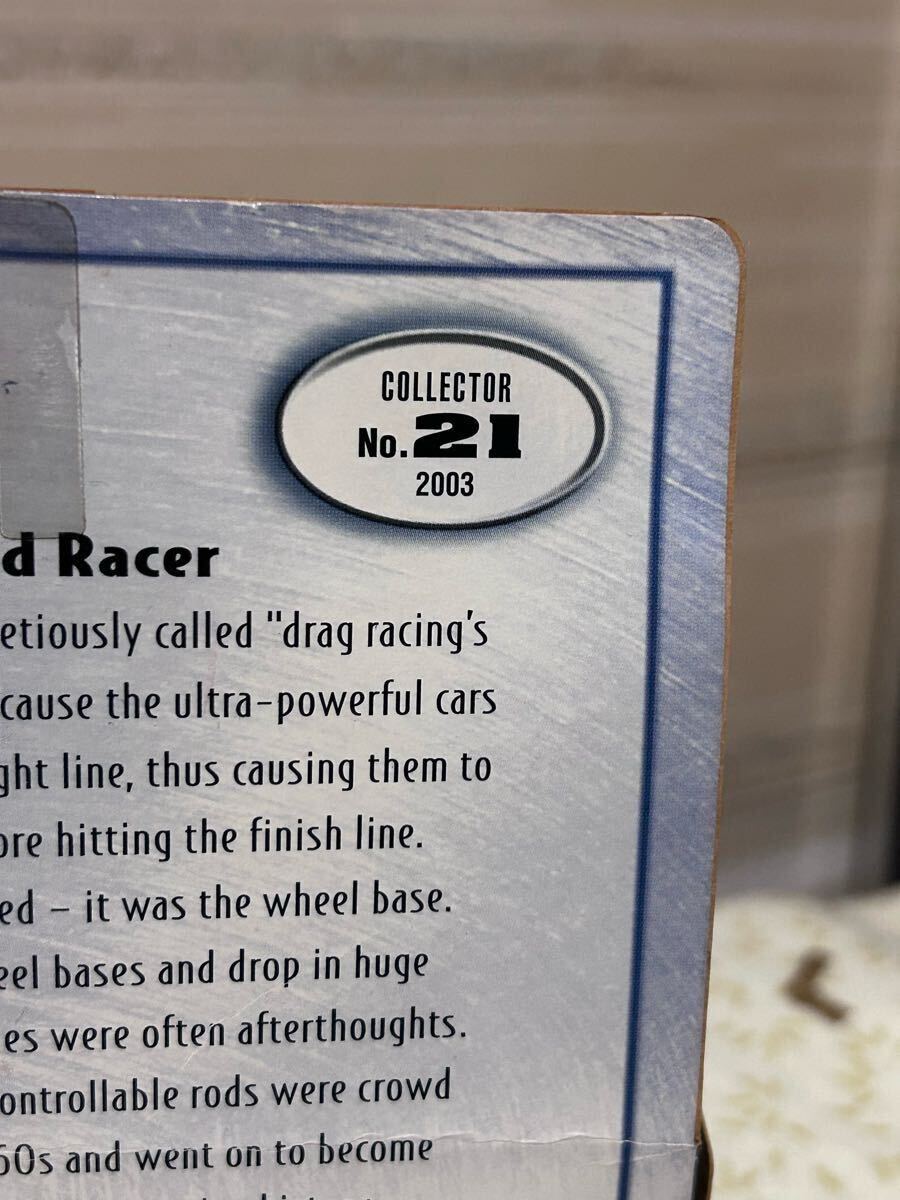 COLLECTOR
No. 21
2003
d Racer
etiously called "drag racing's
cause the ultra-powerful cars
ght line, thus causing them to
ore hitting the finish line.
ed – it was the wheel base.
eel bases and drop in huge
es were often afterthoughts.
ontrollable rods were crowd
60s and went on to become